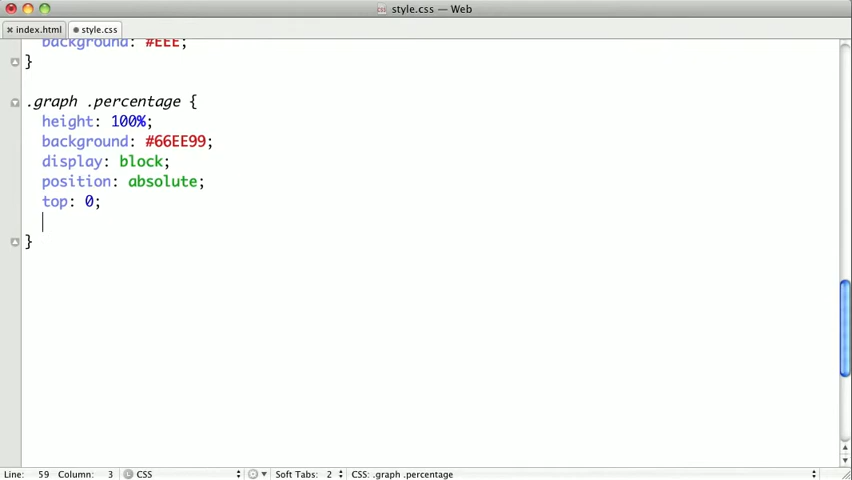 style.css — Web
index.html style.css
background: #EEE;
}
.graph .percentage {
height: 100%;
background: #66EE99;
display: block;
position: absolute;
top: 0;
}
Line: 59 Column: 3 CSS Soft Tabs: 2 CSS: .graph .percentage